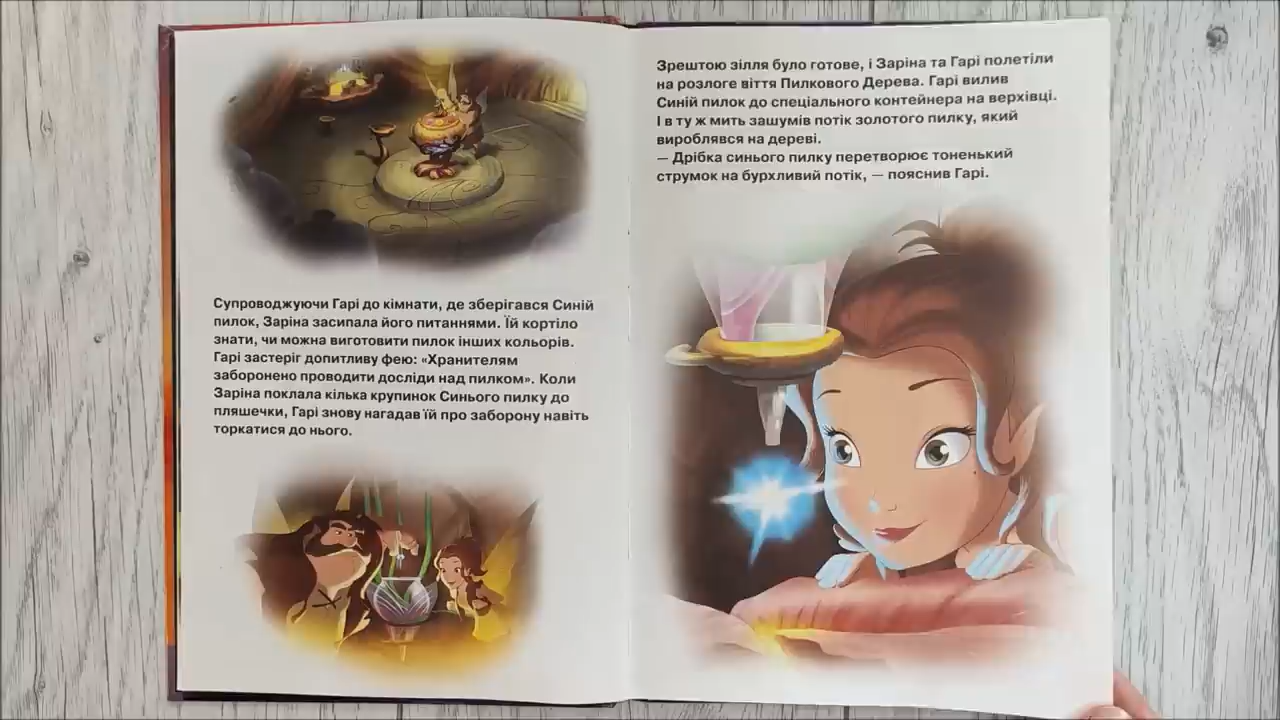 Супроводжуючи Гарі до кімнати, де зберігався Синій
пилок, Заріна засипала його питаннями. Їй кортіло
знати, чи можна виготовити пилок інших кольорів.
Гарі застеріг допитливу фею: «Хранителям
заборонено проводити досліди над пилком». Коли
Заріна поклала кілька крупинок Синього пилку до
пляшечки, Гарі знову нагадав їй про заборону навіть
торкатися до нього.
Зрештою зілля було готове, і Заріна та Гарі полетіли
на розлоге віття Пилкового Дерева. Гарі вилив
Синій пилок до спеціального контейнера на верхівці.
І в ту ж мить зашумів потік золотого пилку, який
вироблявся на дереві.
— Дрібка синього пилку перетворює тоненький
струмок на бурхливий потік, — пояснив Гарі.